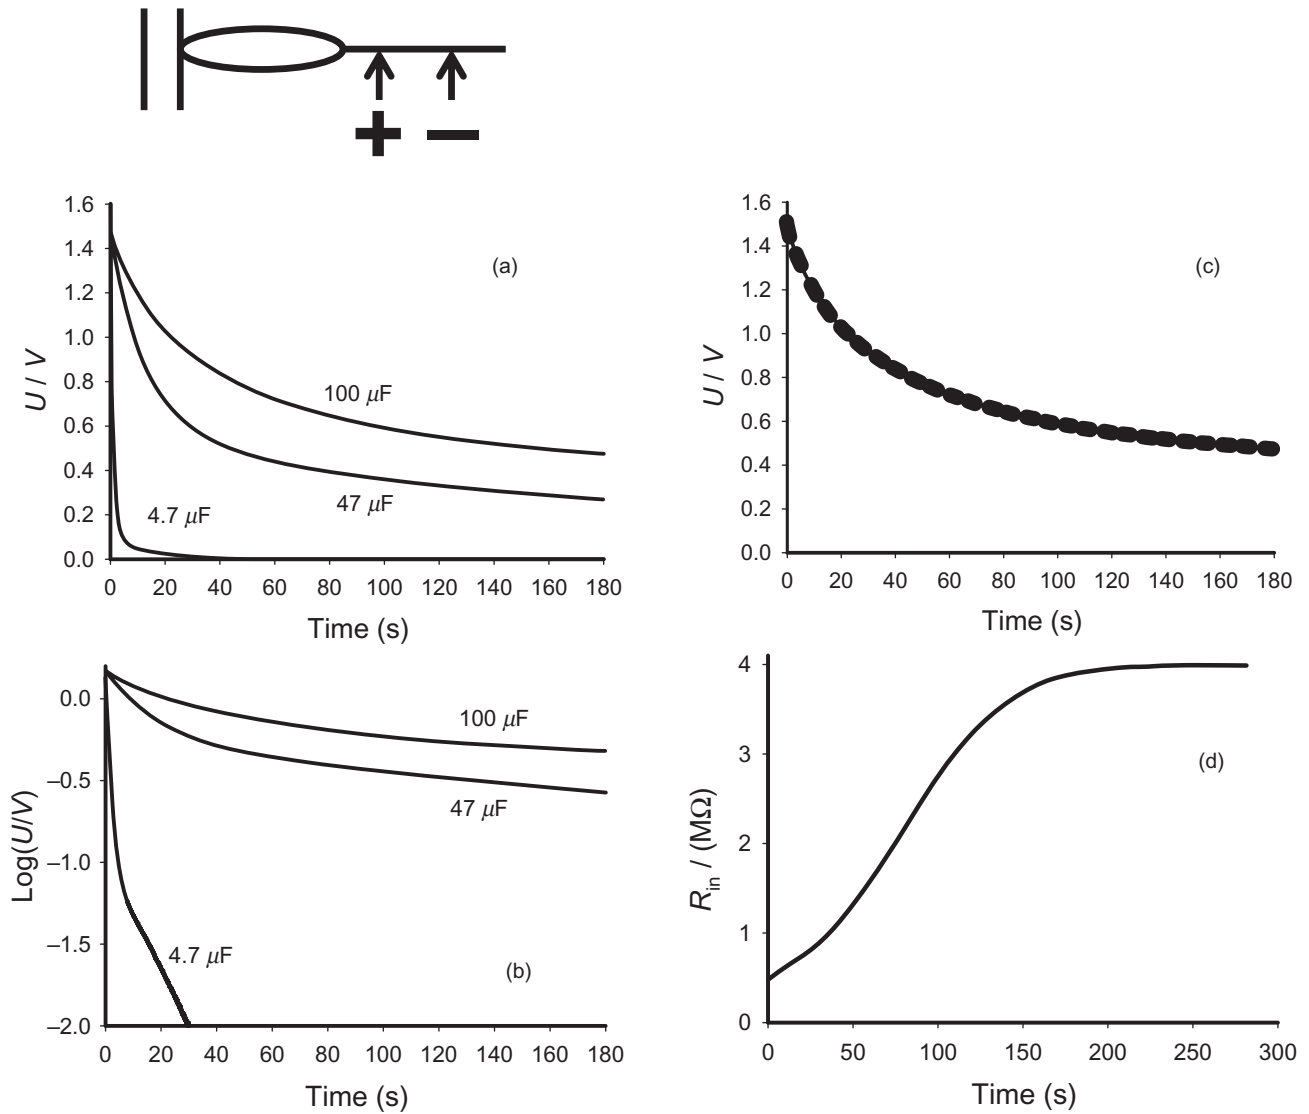 + −
1.6
1.4
1.2
1.0
0.8
0.6
0.4
0.2
0.0
U / V
(a)
100 μF
47 μF
4.7 μF
0 20 40 60 80 100 120 140 160 180
Time (s)
1.6
1.4
1.2
1.0
0.8
0.6
0.4
0.2
0.0
U / V
(c)
0 20 40 60 80 100 120 140 160 180
Time (s)
0.0
−0.5
−1.0
−1.5
−2.0
Log(U/V)
100 μF
47 μF
4.7 μF
(b)
0 20 40 60 80 100 120 140 160 180
Time (s)
4
3
2
1
0
Rin / (MΩ)
(d)
0 50 100 150 200 250 300
Time (s)